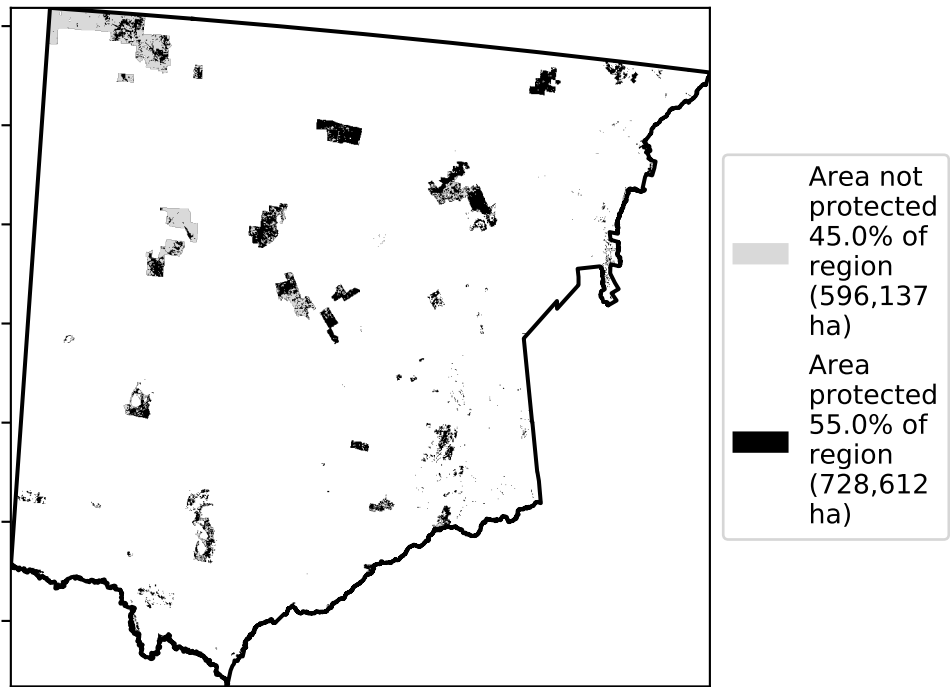 Area not
protected
45.0% of
region
(596,137
ha)
Area
protected
55.0% of
region
(728,612
ha)